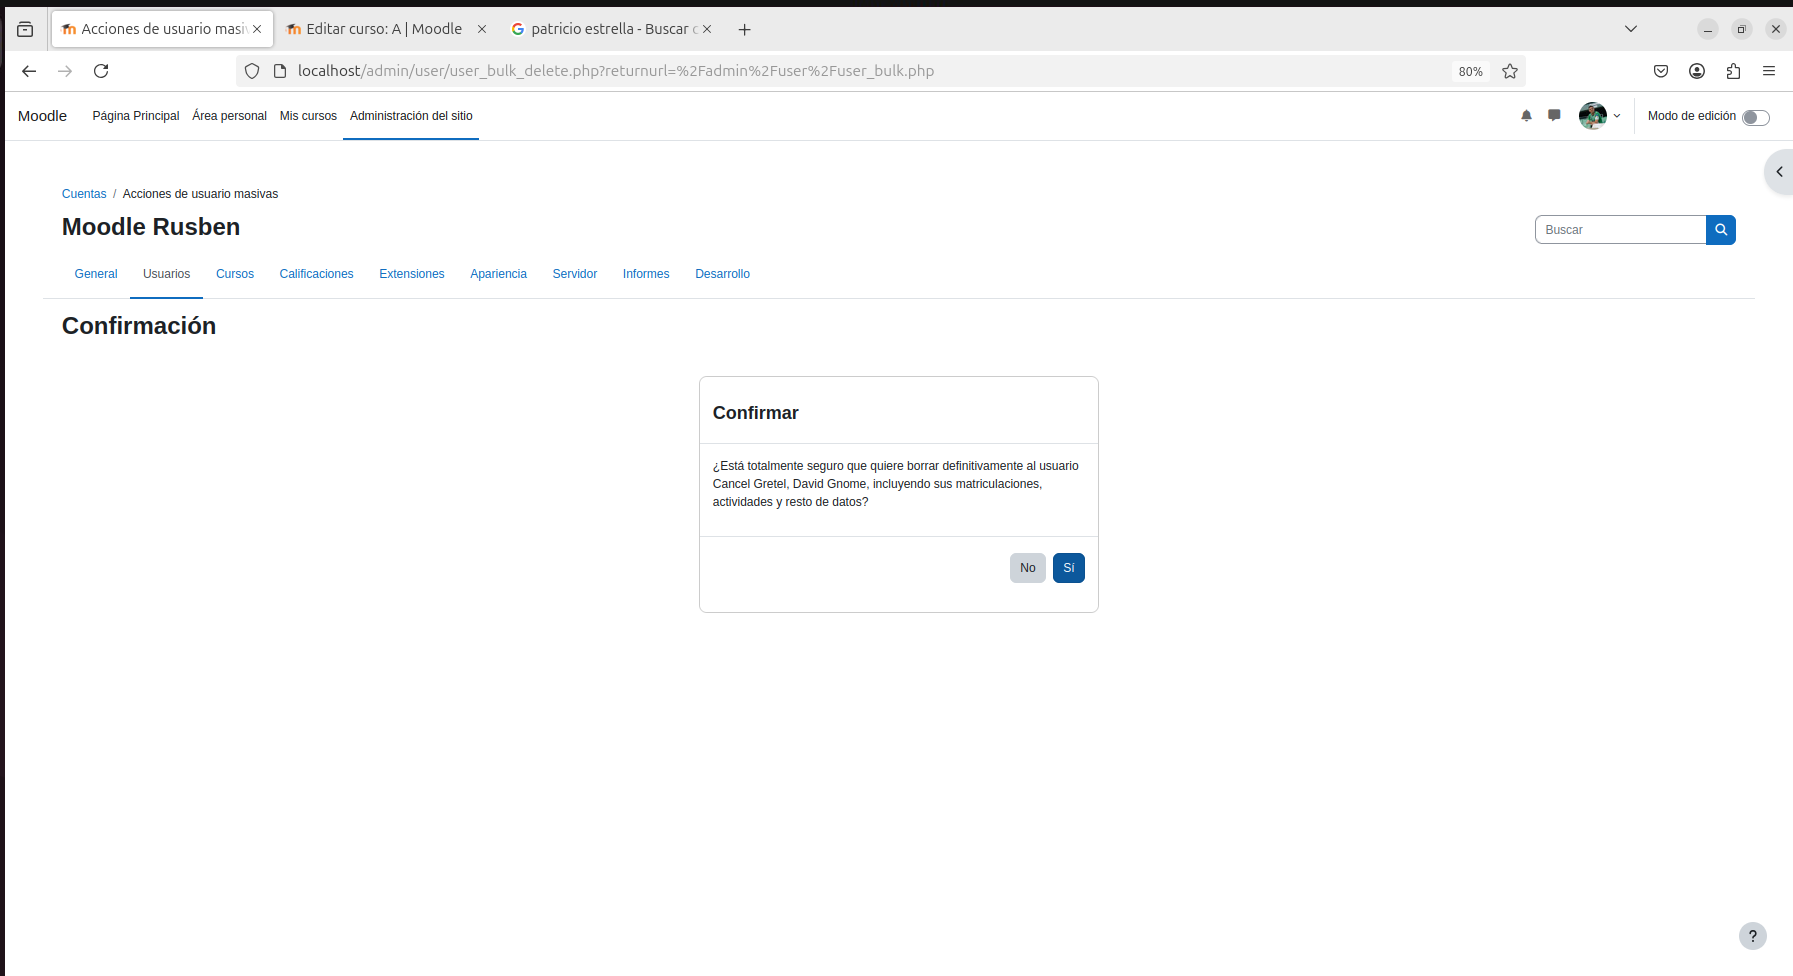 Acciones de usuario masi
Editar curso: A | Moodle
patricio estrella - Buscar
localhost/admin/user/user_bulk_delete.php?returnurl=%2Fadmin%2Fuser%2Fuser_bulk.php
80%
Moodle
Página Principal
Área personal
Mis cursos
Administración del sitio
Modo de edición
Cuentas / Acciones de usuario masivas
Moodle Rusben
Buscar
General
Usuarios
Cursos
Calificaciones
Extensiones
Apariencia
Servidor
Informes
Desarrollo
Confirmación
Confirmar
¿Está totalmente seguro que quiere borrar definitivamente al usuario
Cancel Gretel, David Gnome, incluyendo sus matriculaciones,
actividades y resto de datos?
No
Sí
?